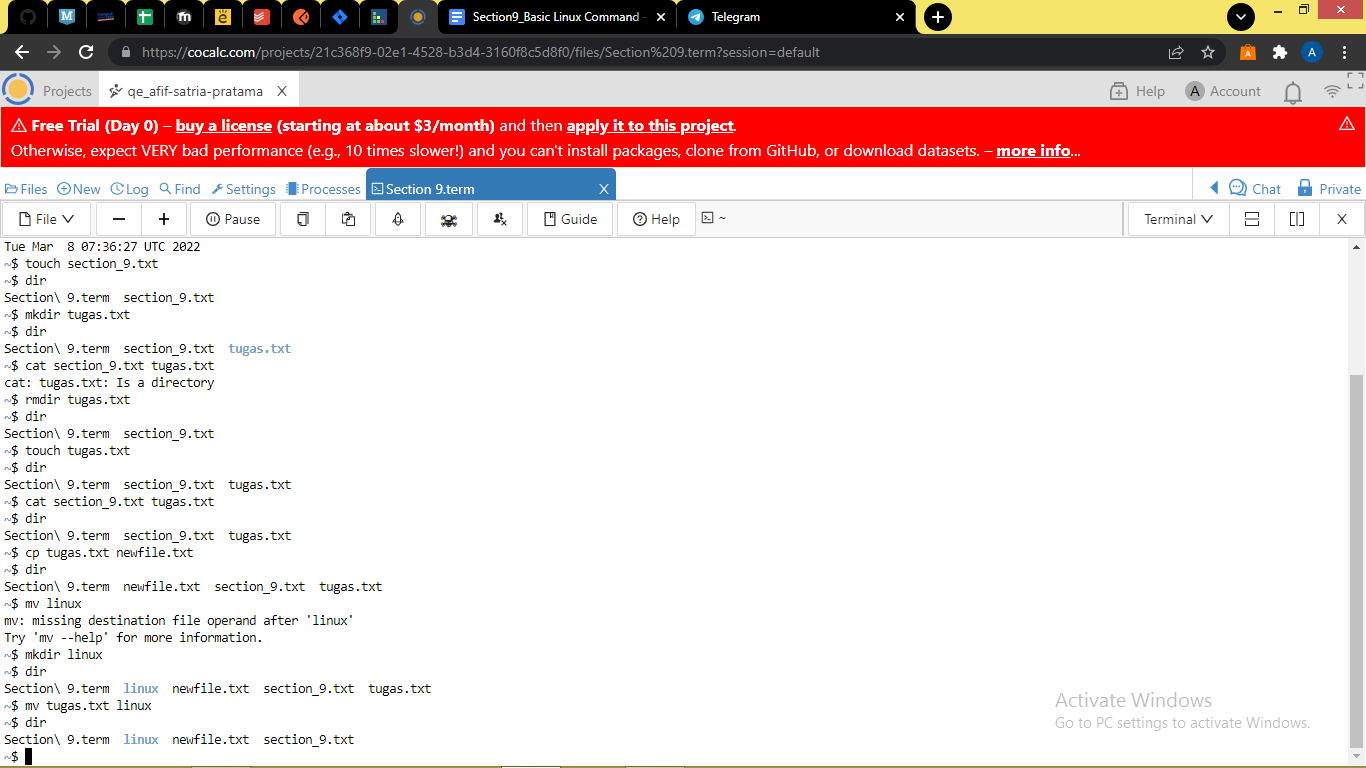 Section9_Basic Linux Command -
Telegram
https://cocalc.com/projects/21c368f9-02e1-4528-b3d4-3160f8c5d8f0/files/Section%209.term?session=default
A
Projects
qe_afif-satria-pratama
Help
A Account
Free Trial (Day 0) – buy a license (starting at about $3/month) and then apply it to this project.
Otherwise, expect VERY bad performance (e.g., 10 times slower!) and you can't install packages, clone from GitHub, or download datasets. – more info...
Files New Log Find Settings Processes Section 9.term X Chat Private
File Pause Guide Help ~ Terminal
Tue Mar  8 07:36:27 UTC 2022
~$ touch section_9.txt
~$ dir
Section\ 9.term  section_9.txt
~$ mkdir tugas.txt
~$ dir
Section\ 9.term  section_9.txt  tugas.txt
~$ cat section_9.txt tugas.txt
cat: tugas.txt: Is a directory
~$ rmdir tugas.txt
~$ dir
Section\ 9.term  section_9.txt
~$ touch tugas.txt
~$ dir
Section\ 9.term  section_9.txt  tugas.txt
~$ cat section_9.txt tugas.txt
~$ dir
Section\ 9.term  section_9.txt  tugas.txt
~$ cp tugas.txt newfile.txt
~$ dir
Section\ 9.term  newfile.txt  section_9.txt  tugas.txt
~$ mv linux
mv: missing destination file operand after 'linux'
Try 'mv --help' for more information.
~$ mkdir linux
~$ dir
Section\ 9.term  linux  newfile.txt  section_9.txt  tugas.txt
~$ mv tugas.txt linux
~$ dir
Section\ 9.term  linux  newfile.txt  section_9.txt
~$
Activate Windows
Go to PC settings to activate Windows.